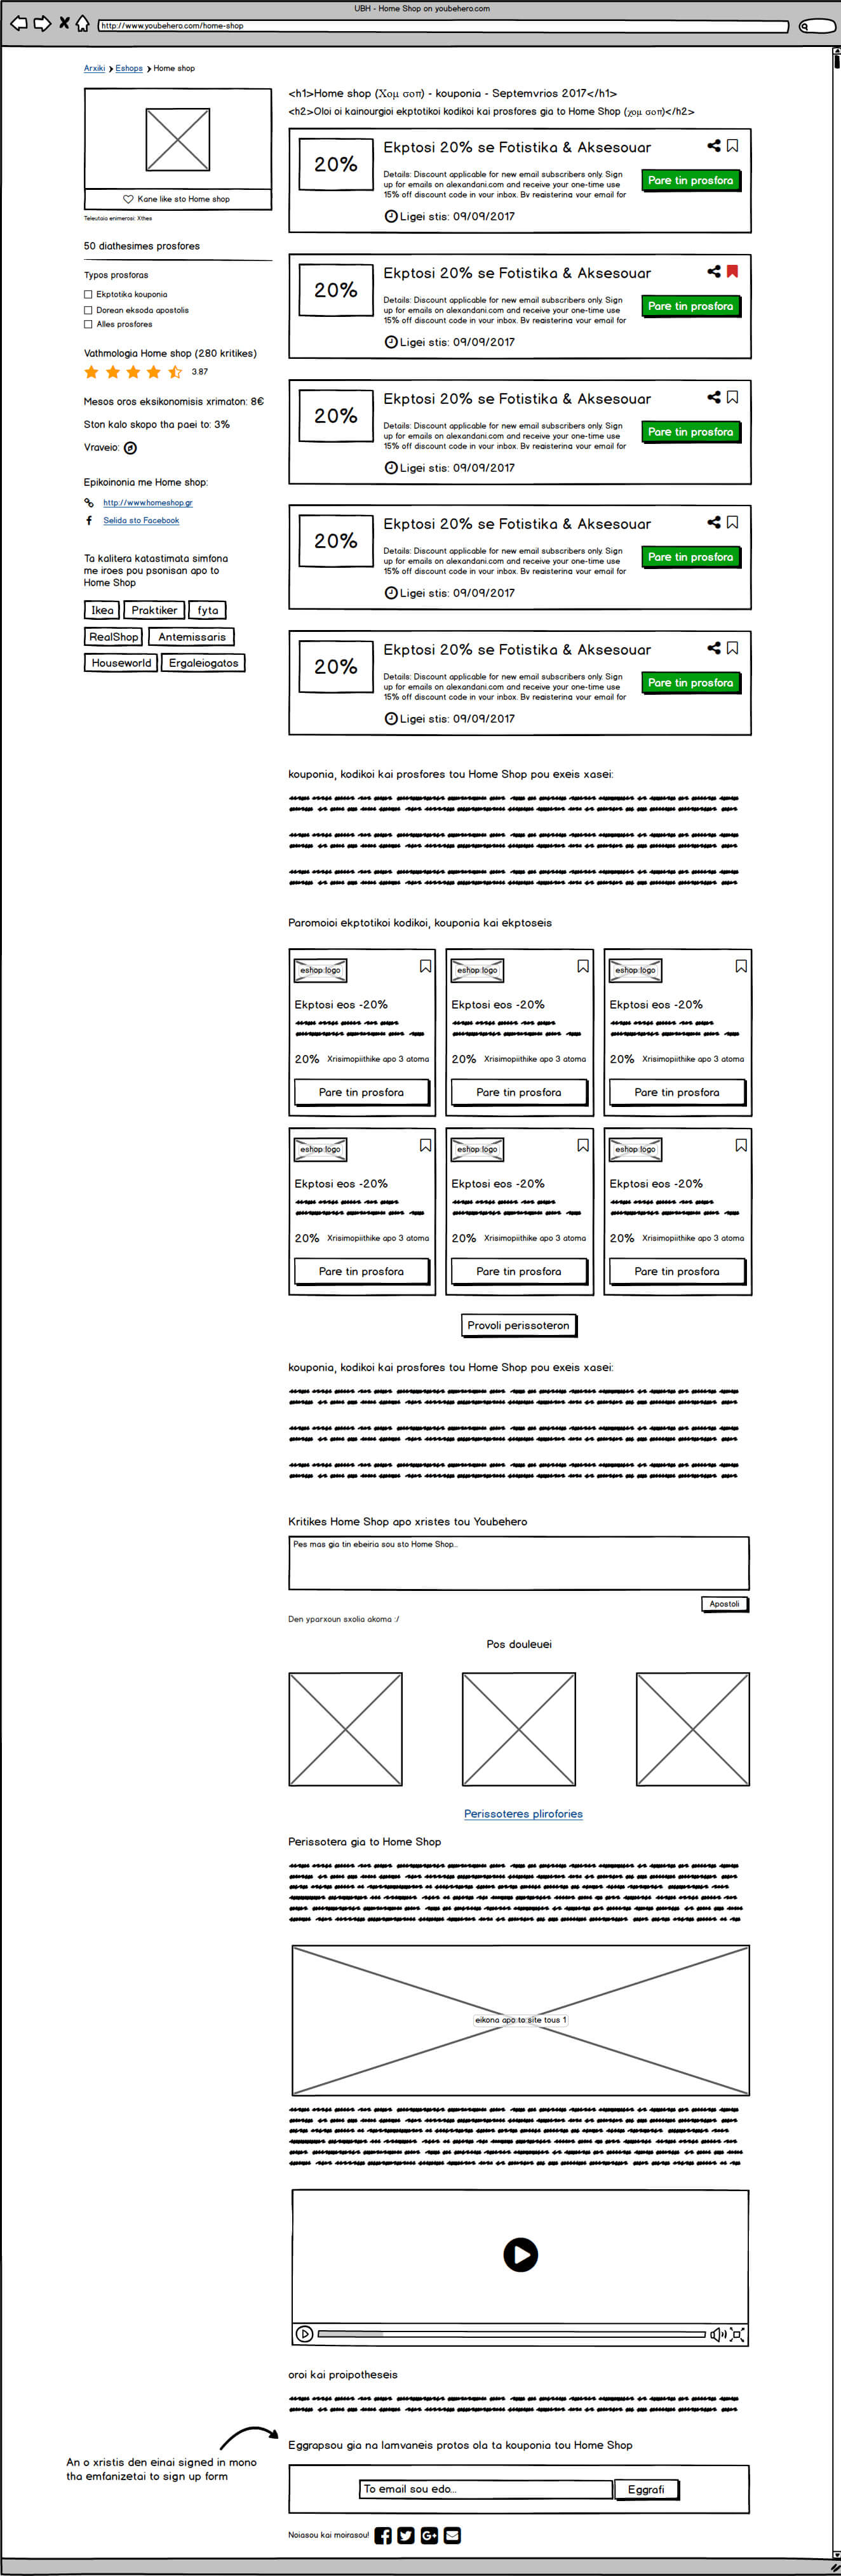 UBH - Home Shop on youbehero.com
http://www.youbehero.com/home-shop
Arxiki > Eshops > Home shop
Kane like sto Home shop
Teleutaia enimerosi: Xthes
50 diathesimes prosfores
Typos prosforas
Ekptotika kouponia
Dorean eksoda apostolis
Alles prosfores
Vathmologia Home shop (280 kritikes)
3.87
Mesos oros eksikonomisis xrimaton: 8€
Ston kalo skopo tha paei to: 3%
Vraveio:
Epikoinonia me Home shop:
http://www.homeshop.gr
Selida sto Facebook
Ta kalitera katastimata simfona
me iroes pou psonisan apo to
Home Shop
Ikea Praktiker fyta
RealShop Antemissaris
Houseworld Ergaleiogatos
<h1>Home shop (Χομ σοπ) - kouponia - Septemvrios 2017</h1>
<h2>Oloi oi kainourgioi ekptotikoi kodikoi kai prosfores gia to Home Shop (χομ σοπ)</h2>
20%
Ekptosi 20% se Fotistika & Aksesouar
Details: Discount applicable for new email subscribers only. Sign
up for emails on alexandani.com and receive your one-time use
15% off discount code in your inbox. By registering your email for
Pare tin prosfora
Ligei stis: 09/09/2017
20%
Ekptosi 20% se Fotistika & Aksesouar
Details: Discount applicable for new email subscribers only. Sign
up for emails on alexandani.com and receive your one-time use
15% off discount code in your inbox. By registering your email for
Pare tin prosfora
Ligei stis: 09/09/2017
20%
Ekptosi 20% se Fotistika & Aksesouar
Details: Discount applicable for new email subscribers only. Sign
up for emails on alexandani.com and receive your one-time use
15% off discount code in your inbox. By registering your email for
Pare tin prosfora
Ligei stis: 09/09/2017
20%
Ekptosi 20% se Fotistika & Aksesouar
Details: Discount applicable for new email subscribers only. Sign
up for emails on alexandani.com and receive your one-time use
15% off discount code in your inbox. By registering your email for
Pare tin prosfora
Ligei stis: 09/09/2017
20%
Ekptosi 20% se Fotistika & Aksesouar
Details: Discount applicable for new email subscribers only. Sign
up for emails on alexandani.com and receive your one-time use
15% off discount code in your inbox. By registering your email for
Pare tin prosfora
Ligei stis: 09/09/2017
kouponia, kodikoi kai prosfores tou Home Shop pou exeis xasei:
Paromoioi ekptotikoi kodikoi, kouponia kai ekptoseis
eshop logo eshop logo eshop logo
Ekptosi eos -20% Ekptosi eos -20% Ekptosi eos -20%
20% Xrisimopiithike apo 3 atoma 20% Xrisimopiithike apo 3 atoma 20% Xrisimopiithike apo 3 atoma
Pare tin prosfora Pare tin prosfora Pare tin prosfora
eshop logo eshop logo eshop logo
Ekptosi eos -20% Ekptosi eos -20% Ekptosi eos -20%
20% Xrisimopiithike apo 3 atoma 20% Xrisimopiithike apo 3 atoma 20% Xrisimopiithike apo 3 atoma
Pare tin prosfora Pare tin prosfora Pare tin prosfora
Provoli perissoteron
kouponia, kodikoi kai prosfores tou Home Shop pou exeis xasei:
Kritikes Home Shop apo xristes tou Youbehero
Pes mas gia tin ebeiria sou sto Home Shop...
Apostoli
Den yparxoun sxolia akoma :/
Pos douleuei
Perissoteres plirofories
Perissotera gia to Home Shop
eikona apo to site tous 1
oroi kai proipotheseis
Eggrapsou gia na lamvaneis protos ola ta kouponia tou Home Shop
An o xristis den einai signed in mono
tha emfanizetai to sign up form
To email sou edo... Eggrafi
Noiasou kai moirasou!